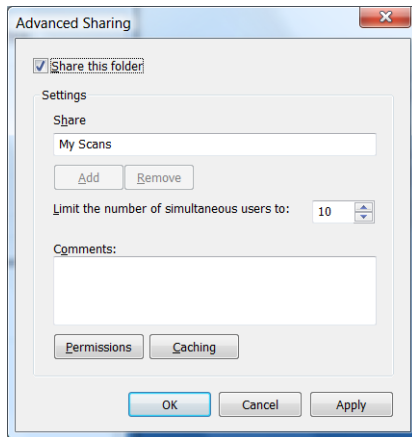 Advanced Sharing
Share this folder
Settings
Share
My Scans
Add Remove
Limit the number of simultaneous users to: 10
Comments:
Permissions Caching
OK Cancel Apply